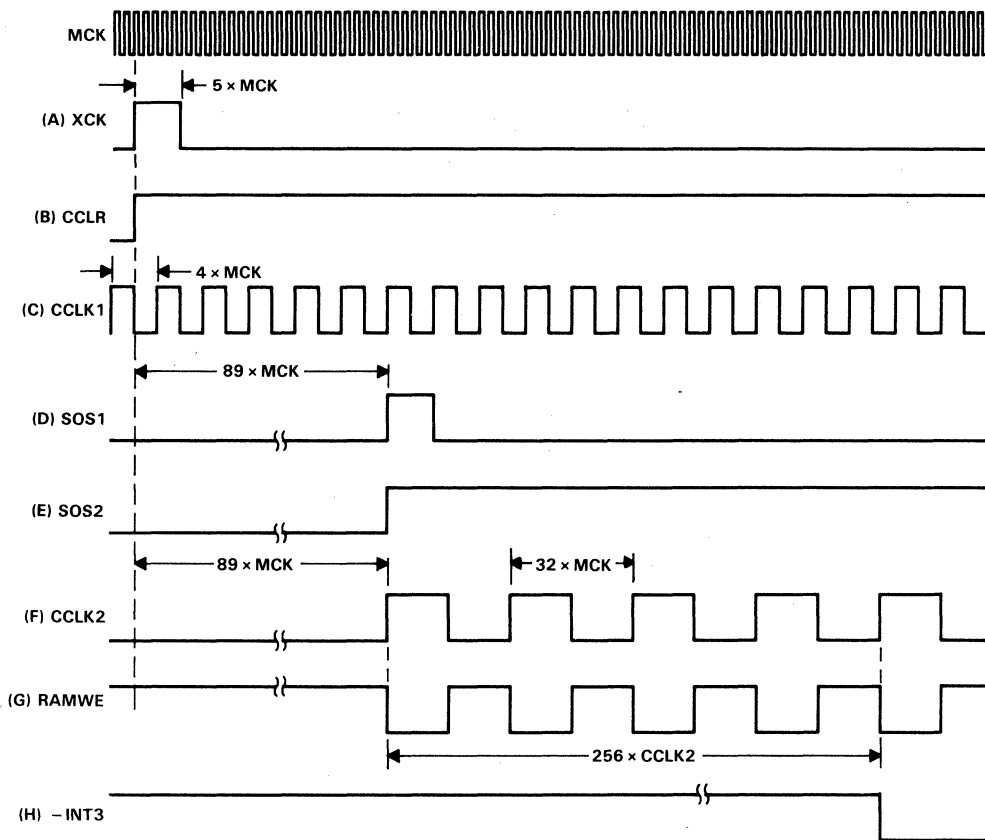 MCK
5 × MCK
(A) XCK
(B) CCLR
4 × MCK
(C) CCLK1
89 × MCK
(D) SOS1
(E) SOS2
89 × MCK
32 × MCK
(F) CCLK2
(G) RAMWE
256 × CCLK2
(H) – INT3